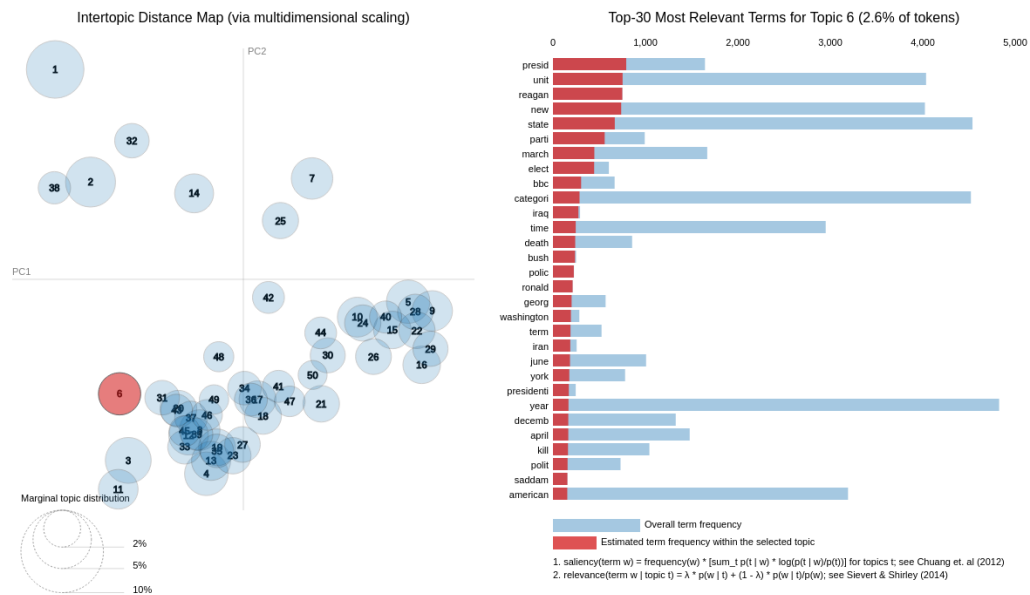 Intertopic Distance Map (via multidimensional scaling)
PC2
PC1
1
32
2
38
14
7
25
42
5
28
9
10
24
40
15
22
44
30
26
29
16
48
50
6
31
49
34
36
17
41
47
21
37
46
18
33
27
23
13
4
3
11
Marginal topic distribution
2%
5%
10%
Top-30 Most Relevant Terms for Topic 6 (2.6% of tokens)
0 1,000 2,000 3,000 4,000 5,000
presid
unit
reagan
new
state
parti
march
elect
bbc
categori
iraq
time
death
bush
polic
ronald
georg
washington
term
iran
june
york
presidenti
year
decemb
april
kill
polit
saddam
american
Overall term frequency
Estimated term frequency within the selected topic
1. saliency(term w) = frequency(w) * [sum_t p(t | w) * log(p(t | w)/p(t))] for topics t; see Chuang et. al (2012)
2. relevance(term w | topic t) = λ * p(w | t) + (1 - λ) * p(w | t)/p(w); see Sievert & Shirley (2014)